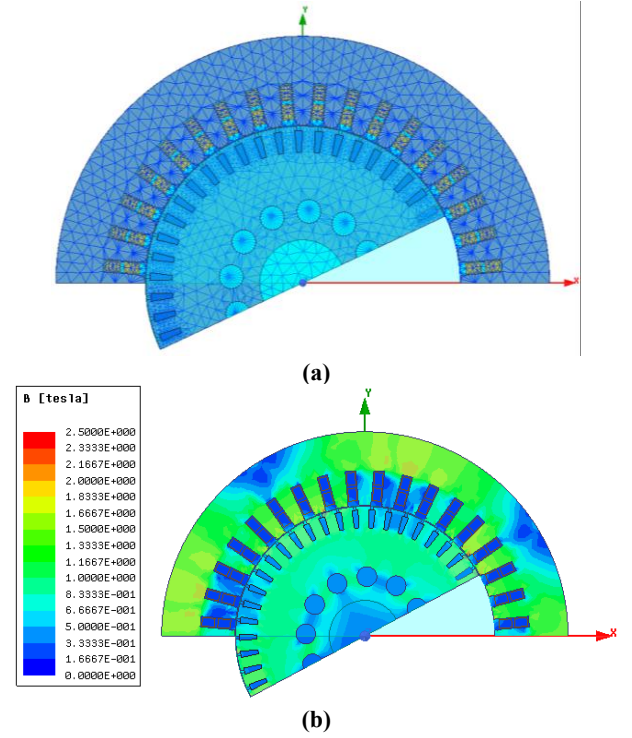 Y
X
(a)
B [tesla]
2.5000E+000
2.3333E+000
2.1667E+000
2.0000E+000
1.8333E+000
1.6667E+000
1.5000E+000
1.3333E+000
1.1667E+000
1.0000E+000
8.3333E-001
6.6667E-001
5.0000E-001
3.3333E-001
1.6667E-001
0.0000E+000
Y
X
(b)